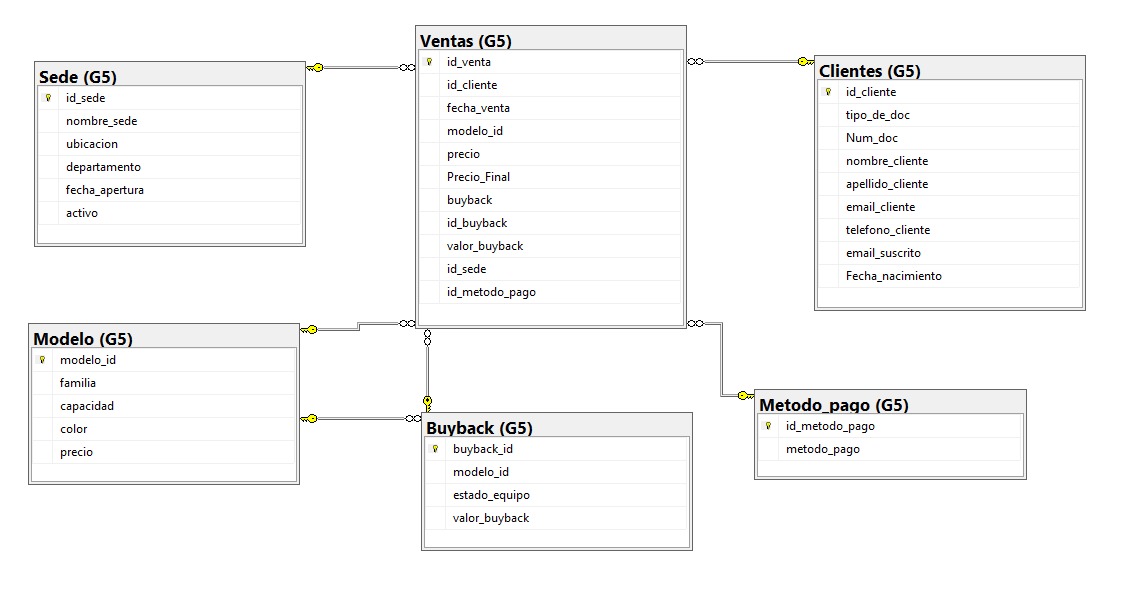 Sede (G5)
id_sede
nombre_sede
ubicacion
departamento
fecha_apertura
activo
Ventas (G5)
id_venta
id_cliente
fecha_venta
modelo_id
precio
Precio_Final
buyback
id_buyback
valor_buyback
id_sede
id_metodo_pago
Clientes (G5)
id_cliente
tipo_de_doc
Num_doc
nombre_cliente
apellido_cliente
email_cliente
telefono_cliente
email_suscrito
Fecha_nacimiento
Modelo (G5)
modelo_id
familia
capacidad
color
precio
Buyback (G5)
buyback_id
modelo_id
estado_equipo
valor_buyback
Metodo_pago (G5)
id_metodo_pago
metodo_pago